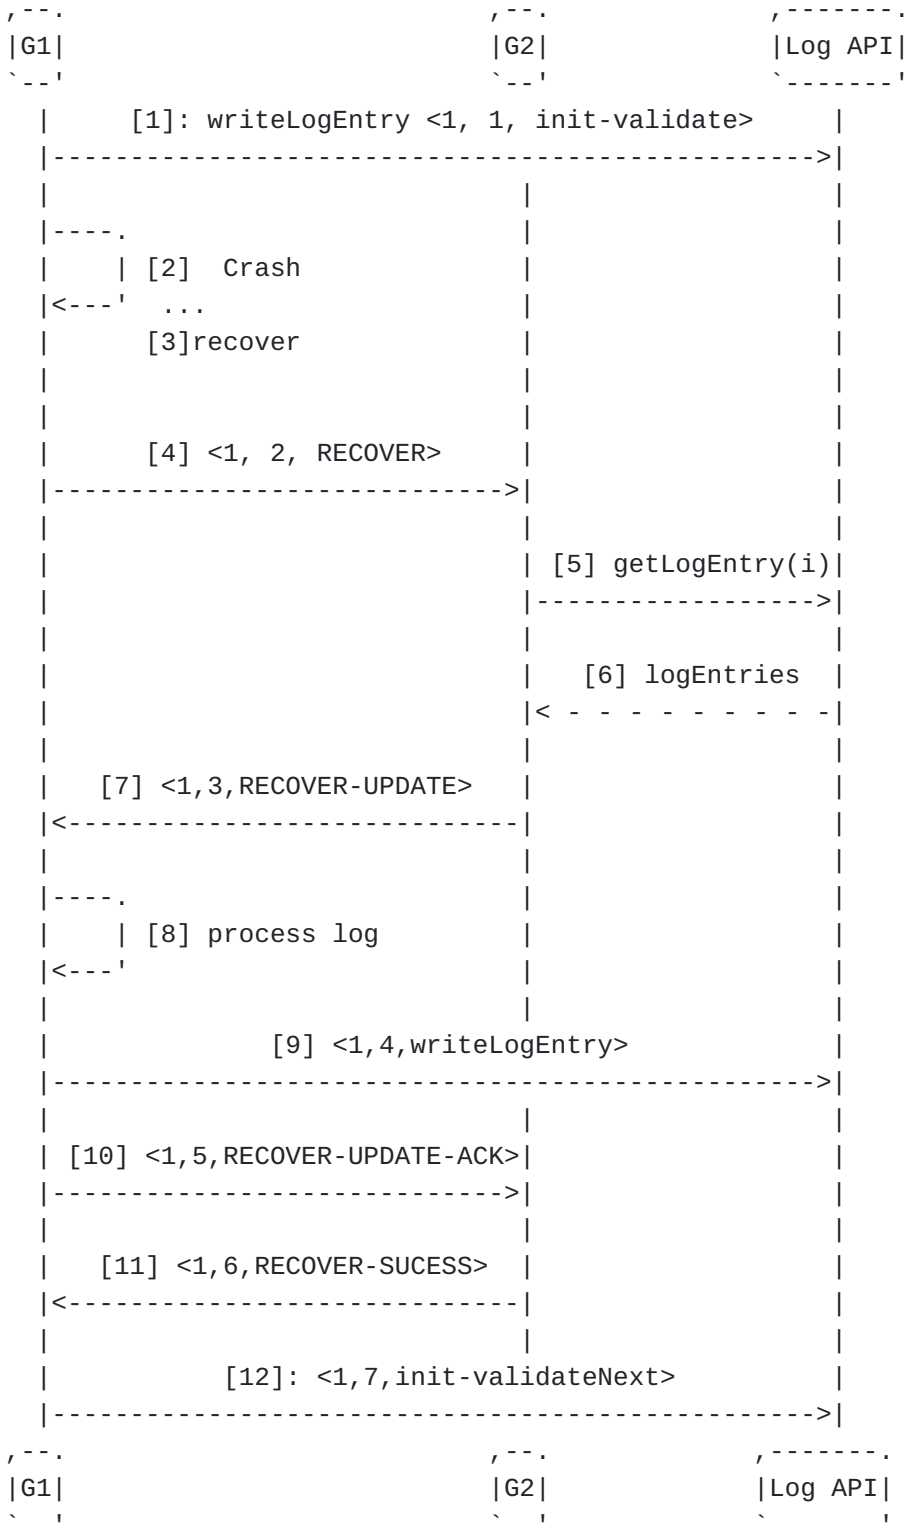 G1 G2 Log API
[1]: writeLogEntry <1, 1, init-validate>
[2]  Crash
...
[3]recover
[4] <1, 2, RECOVER>
[5] getLogEntry(i)
[6] logEntries
[7] <1,3,RECOVER-UPDATE>
[8] process log
[9] <1,4,writeLogEntry>
[10] <1,5,RECOVER-UPDATE-ACK>
[11] <1,6,RECOVER-SUCESS>
[12]: <1,7,init-validateNext>
G1 G2 Log API